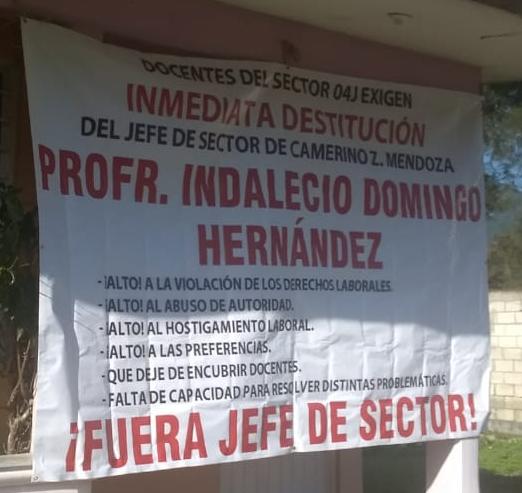 DOCENTES DEL SECTOR 04J EXIGEN
INMEDIATA DESTITUCIÓN
DEL JEFE DE SECTOR DE CAMERINO Z. MENDOZA
PROFR. INDALECIO DOMINGO
HERNÁNDEZ
- ¡ALTO! A LA VIOLACIÓN DE LOS DERECHOS LABORALES.
- ¡ALTO! AL ABUSO DE AUTORIDAD.
- ¡ALTO! AL HOSTIGAMIENTO LABORAL.
- ¡ALTO! A LAS PREFERENCIAS.
- QUE DEJE DE ENCUBRIR DOCENTES.
- FALTA DE CAPACIDAD PARA RESOLVER DISTINTAS PROBLEMÁTICAS.
¡FUERA JEFE DE SECTOR!